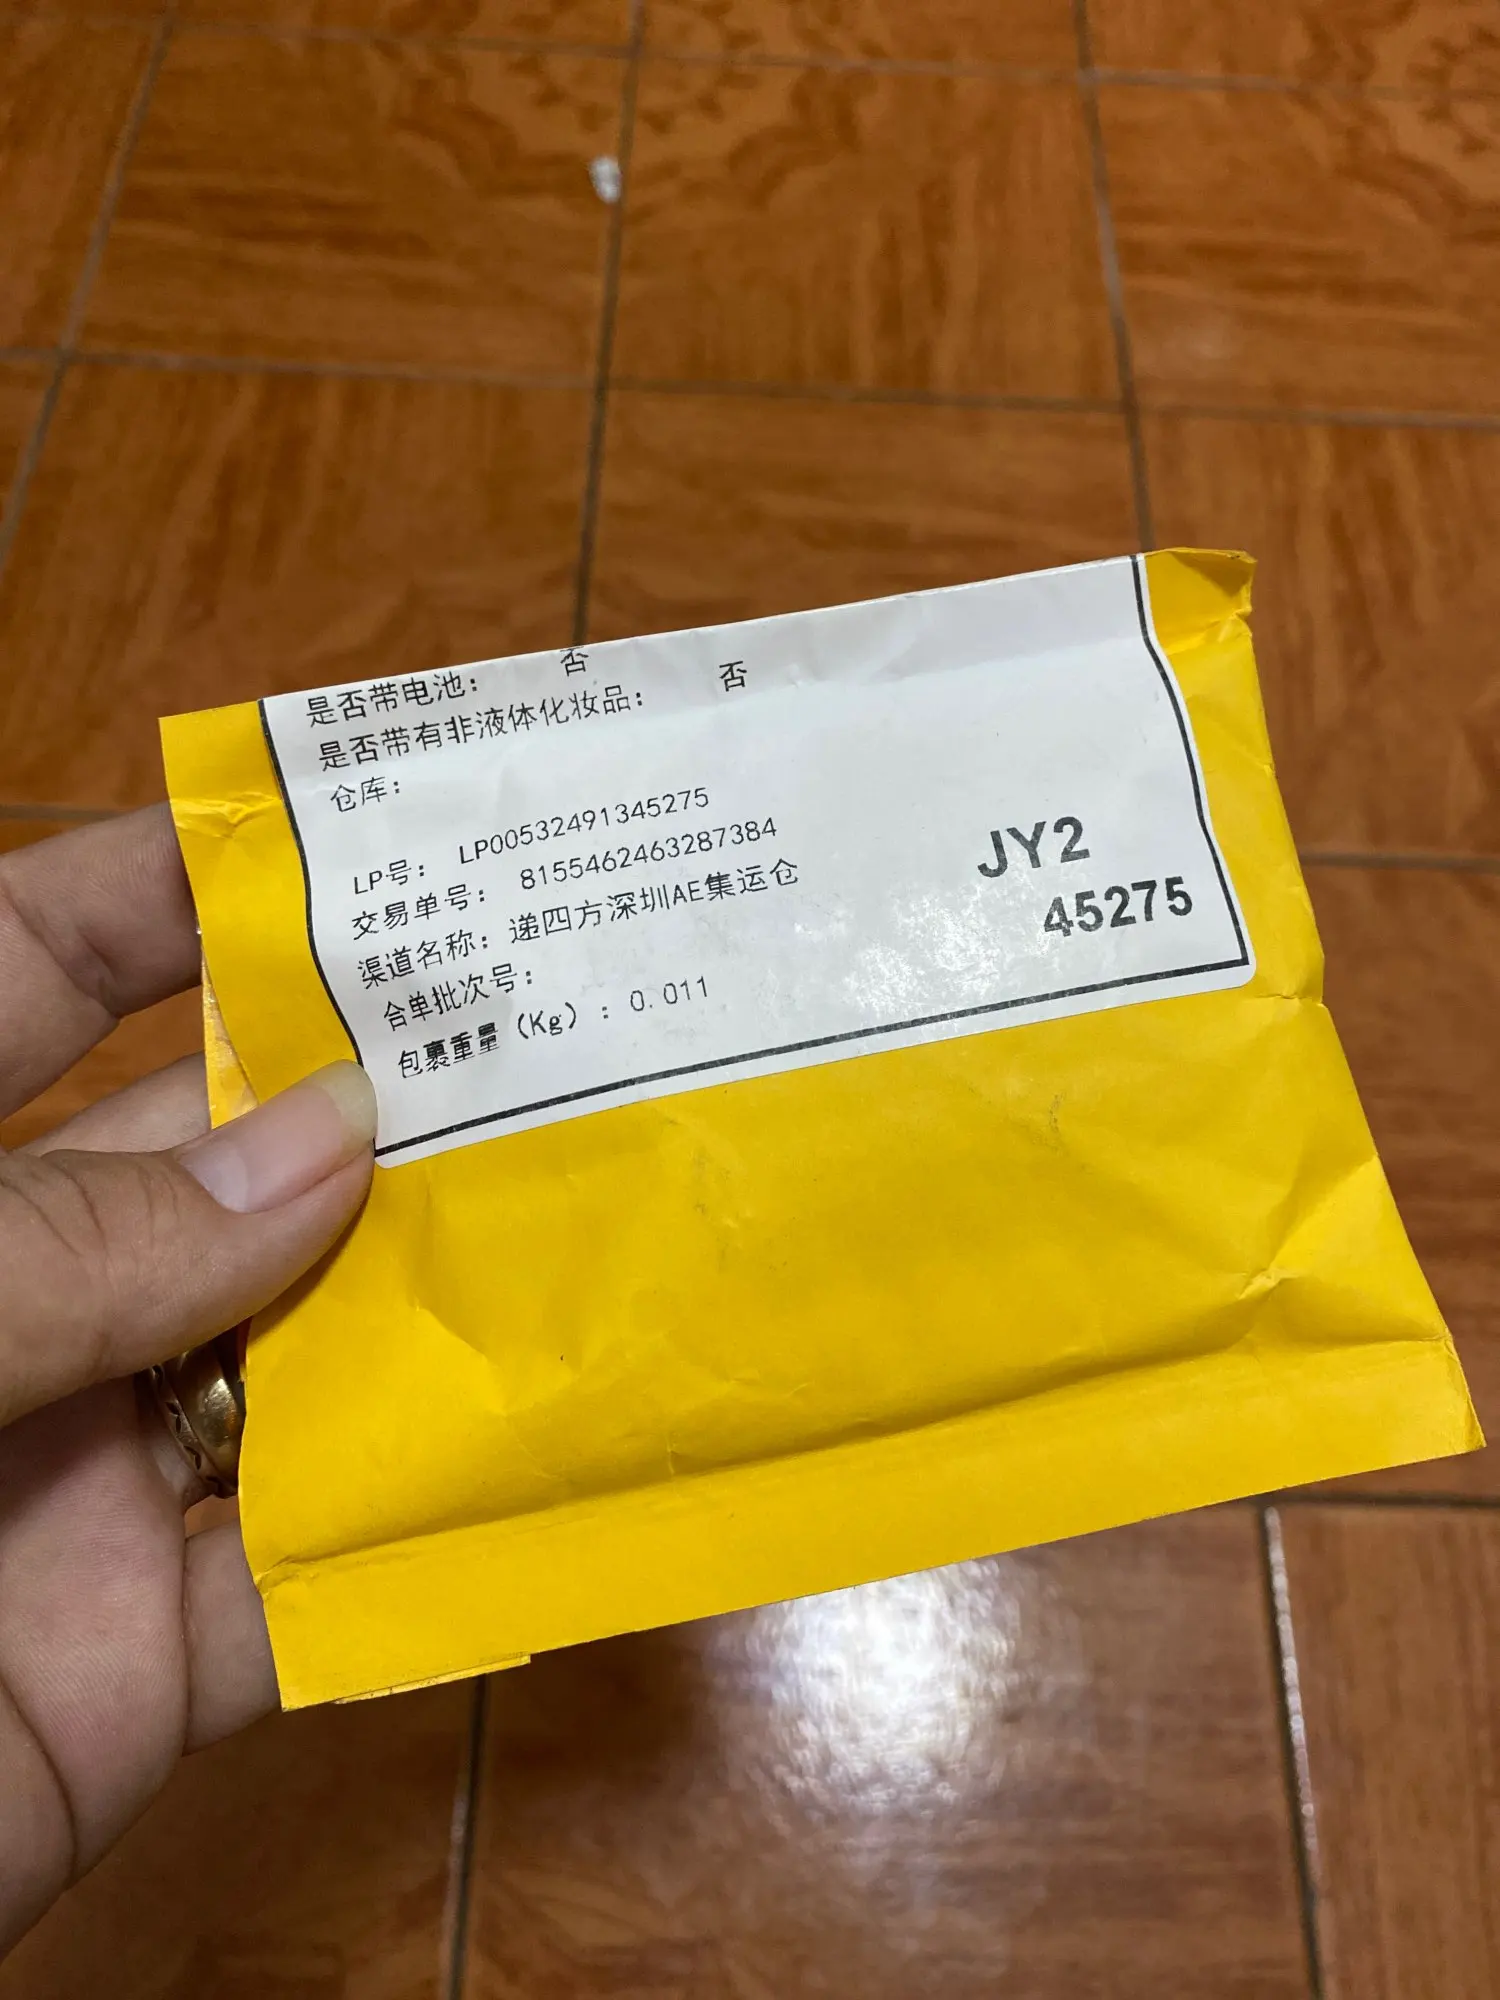 是否带电池： 否
是否带有非液体化妆品： 否
仓库：
LP号： LP00532491345275
交易单号： 8155462463287384
渠道名称： 递四方深圳AE集运仓
合单批次号：
包裹重量（Kg）：0.011
JY2
45275